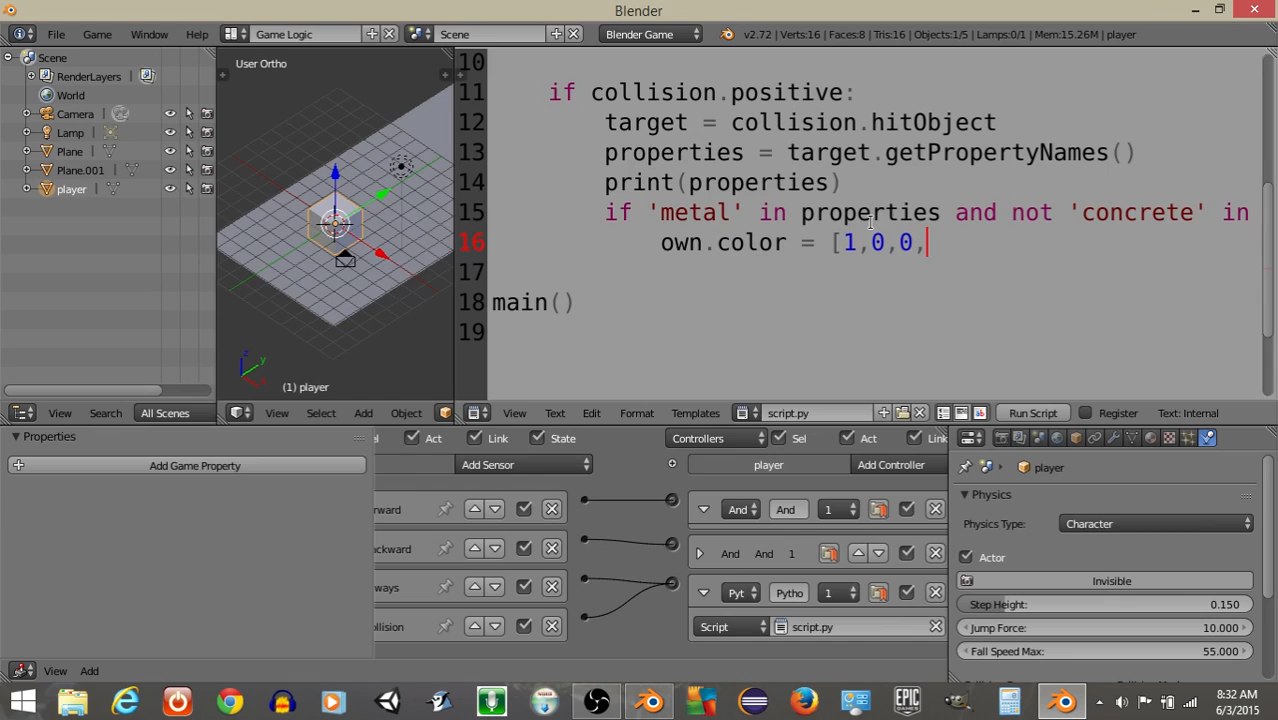 Blender
File Game Window Help Game Logic Scene Blender Game v2.72 | Verts:16 | Faces:8 | Tris:16 | Objects:1/5 | Lamps:0/1 | Mem:15.26M | player
Scene
RenderLayers
World
Camera
Lamp
Plane
Plane.001
player
View Search All Scenes
User Ortho
z
y
x
(1) player
View Select Add Object
10
11 if collision.positive:
12 target = collision.hitObject
13 properties = target.getPropertyNames()
14 print(properties)
15 if 'metal' in properties and not 'concrete' in
16 own.color = [1,0,0,
17
18 main()
19
View Text Edit Format Templates script.py Run Script Register Text: Internal
Properties
Add Game Property
Act Link State
Add Sensor
rward
ackward
ways
ollision
Controllers Sel Act Link
player Add Controller
And And 1
And And 1
Pyt Pytho 1
Script script.py
View Add
player
Physics
Physics Type: Character
Actor
Invisible
Step Height: 0.150
Jump Force: 10.000
Fall Speed Max: 55.000
EPIC GAMES
8:32 AM
6/3/2015